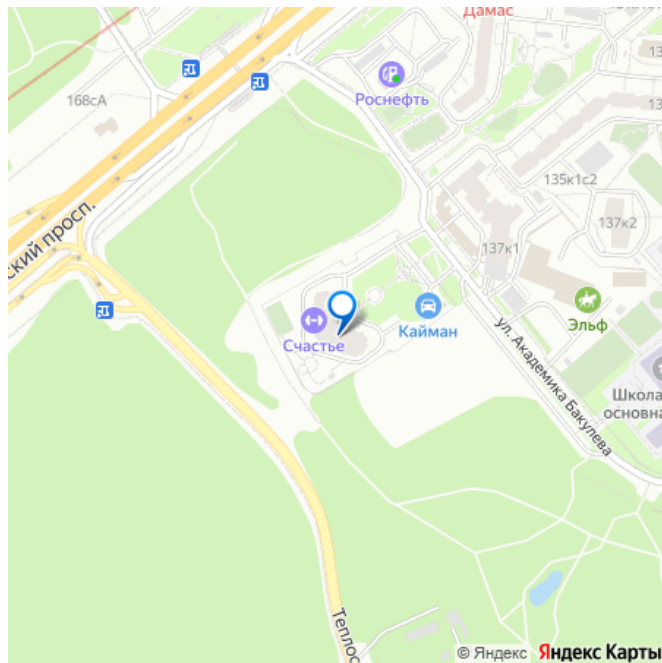 Дамас
168сА
Роснефть
135к1с2
137к2
137к1
ский просп.
Эльф
Кайман
Счастье
ул. Академика Бакулева
Школа
основна
Теплос
© Яндекс Яндекс Карты